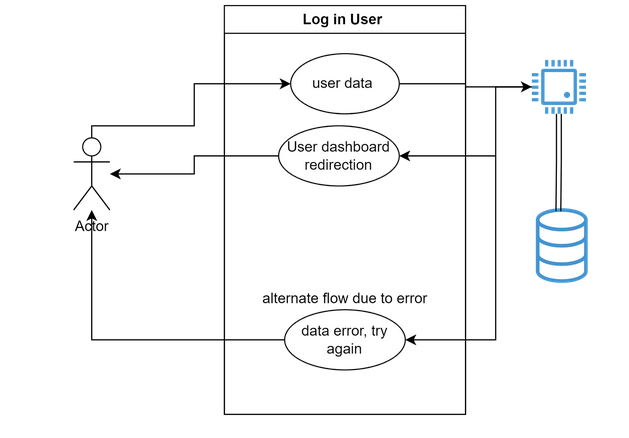 Log in User
user data
User dashboard
redirection
Actor
alternate flow due to error
data error, try
again